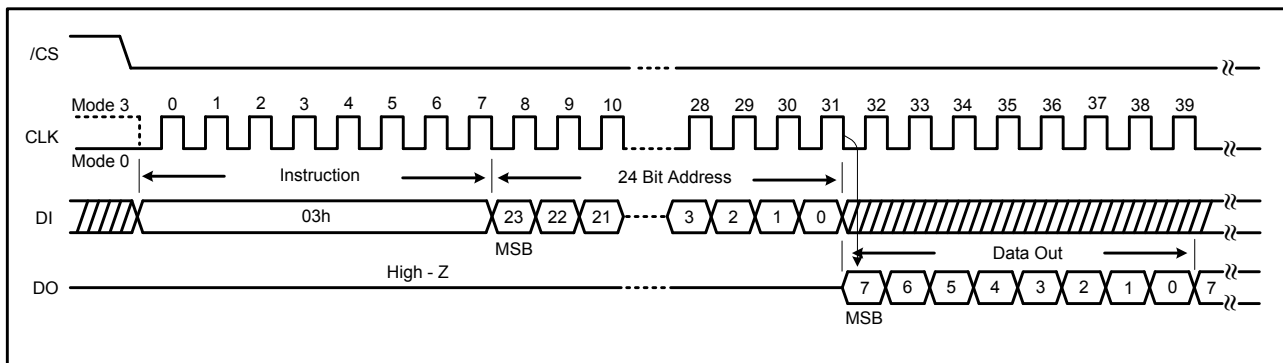 /CS
Mode 3 0 1 2 3 4 5 6 7 8 9 10 28 29 30 31 32 33 34 35 36 37 38 39
CLK
Mode 0
Instruction 24 Bit Address
DI 03h 23 22 21 3 2 1 0
MSB
High - Z Data Out
DO 7 6 5 4 3 2 1 0 7
MSB